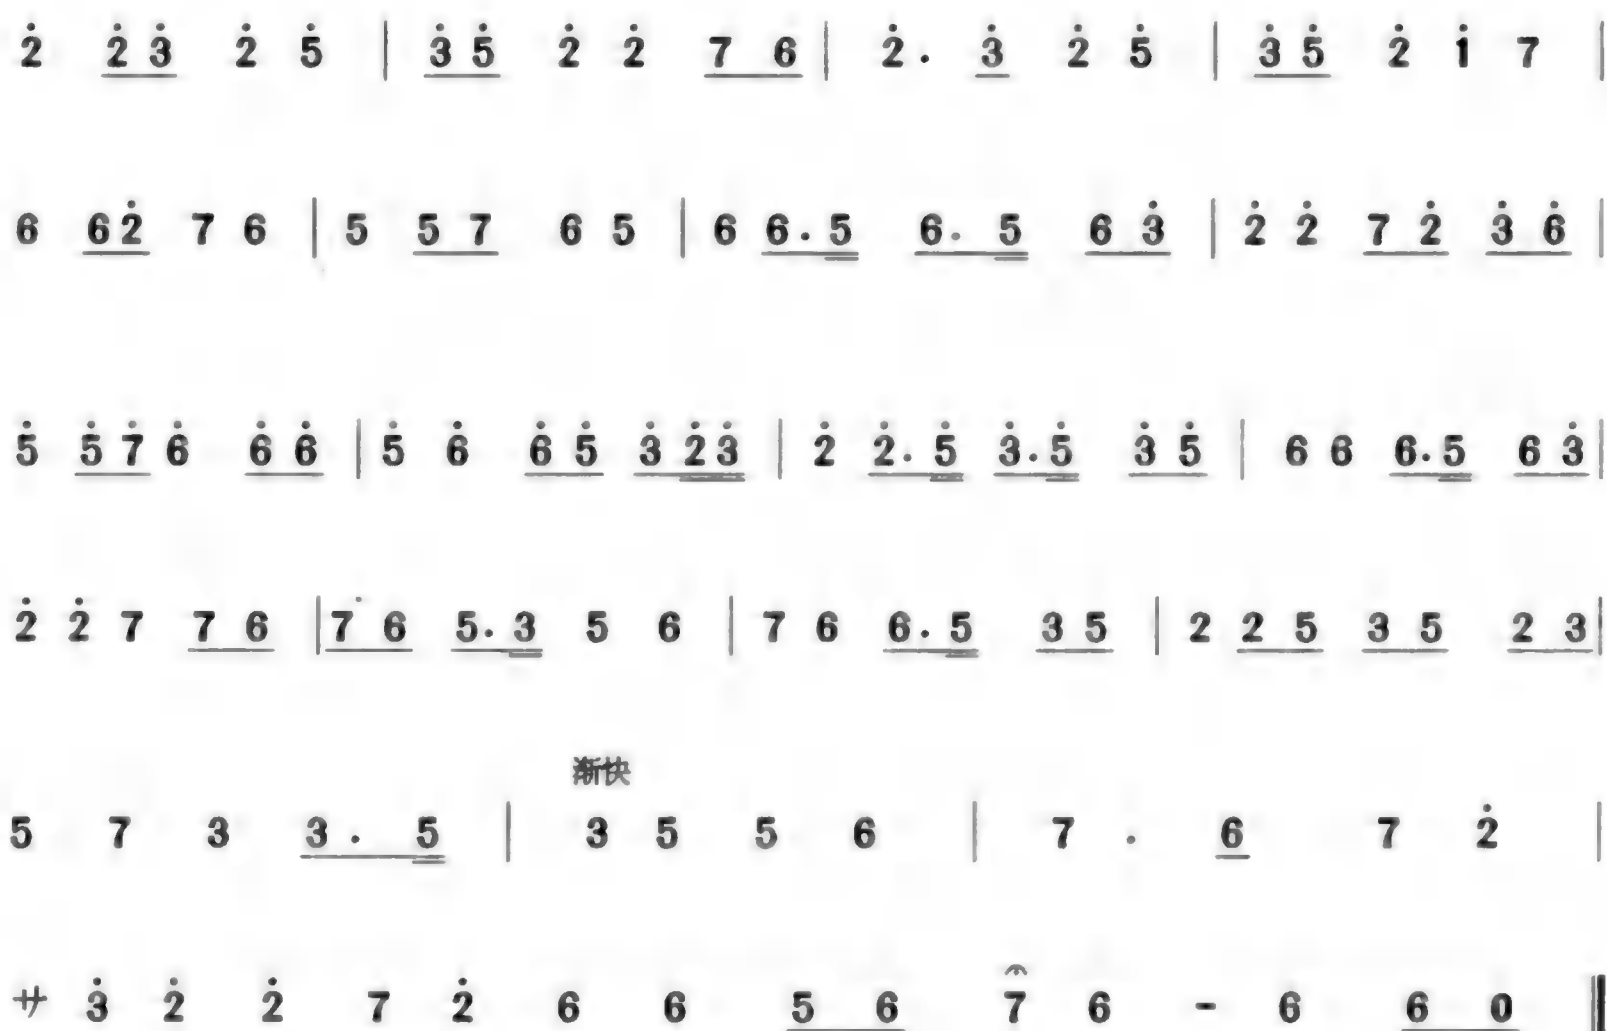 2̇ 2̇ 3̇ 2̇ 5̇ | 3̇ 5̇ 2̇ 2̇ 7 6 | 2̇ . 3̇ 2̇ 5̇ | 3̇ 5̇ 2̇ 1̇ 7 |
6 6 2̇ 7 6 | 5 5 7 6 5 | 6 6 . 5 6 . 5 6 3̇ | 2̇ 2̇ 7 2̇ 3̇ 6̇ |
5̇ 5̇ 7̇ 6̇ 6̇ 6̇ | 5̇ 6̇ 6̇ 5̇ 3̇ 2̇ 3̇ | 2̇ 2̇ . 5̇ 3̇ . 5̇ 3̇ 5̇ | 6 6 6 . 5 6 3̇ |
2̇ 2̇ 7 7 6 | 7 6 5 . 3 5 6 | 7 6 6 . 5 3 5 | 2 2 5 3 5 2 3 |
渐快
5 7 3 3 . 5 | 3 5 5 6 | 7 . 6 7 2̇ |
サ 3̇ 2̇ 2̇ 7 2̇ 6 6 5 6 7 6 - 6 6 0 ‖